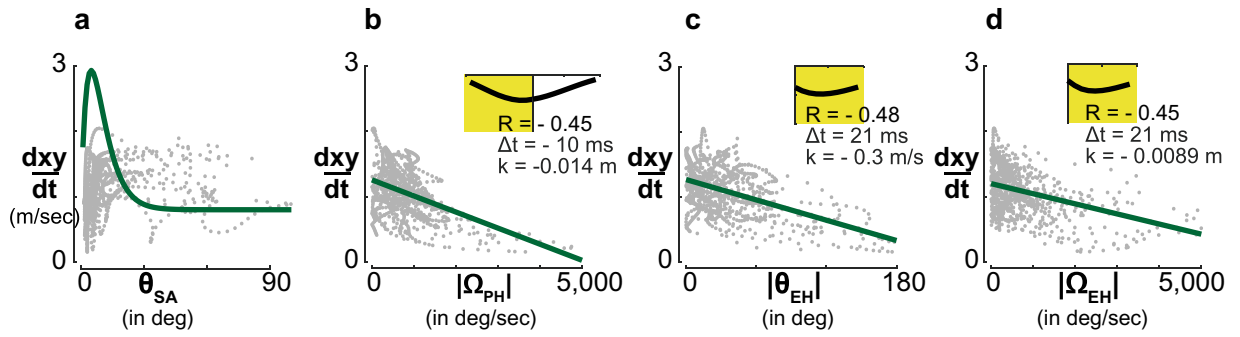 a
3
dxy
dt
(m/sec)
0
0
θSA
90
(in deg)
b
3
dxy
dt
0
R = - 0.45
Δt = - 10 ms
k = -0.014 m
0
|ΩPH|
5,000
(in deg/sec)
c
3
dxy
dt
0
R = - 0.48
Δt = 21 ms
k = - 0.3 m/s
0
|θEH|
180
(in deg)
d
3
dxy
dt
0
R = - 0.45
Δt = 21 ms
k = - 0.0089 m
0
|ΩEH|
5,000
(in deg/sec)